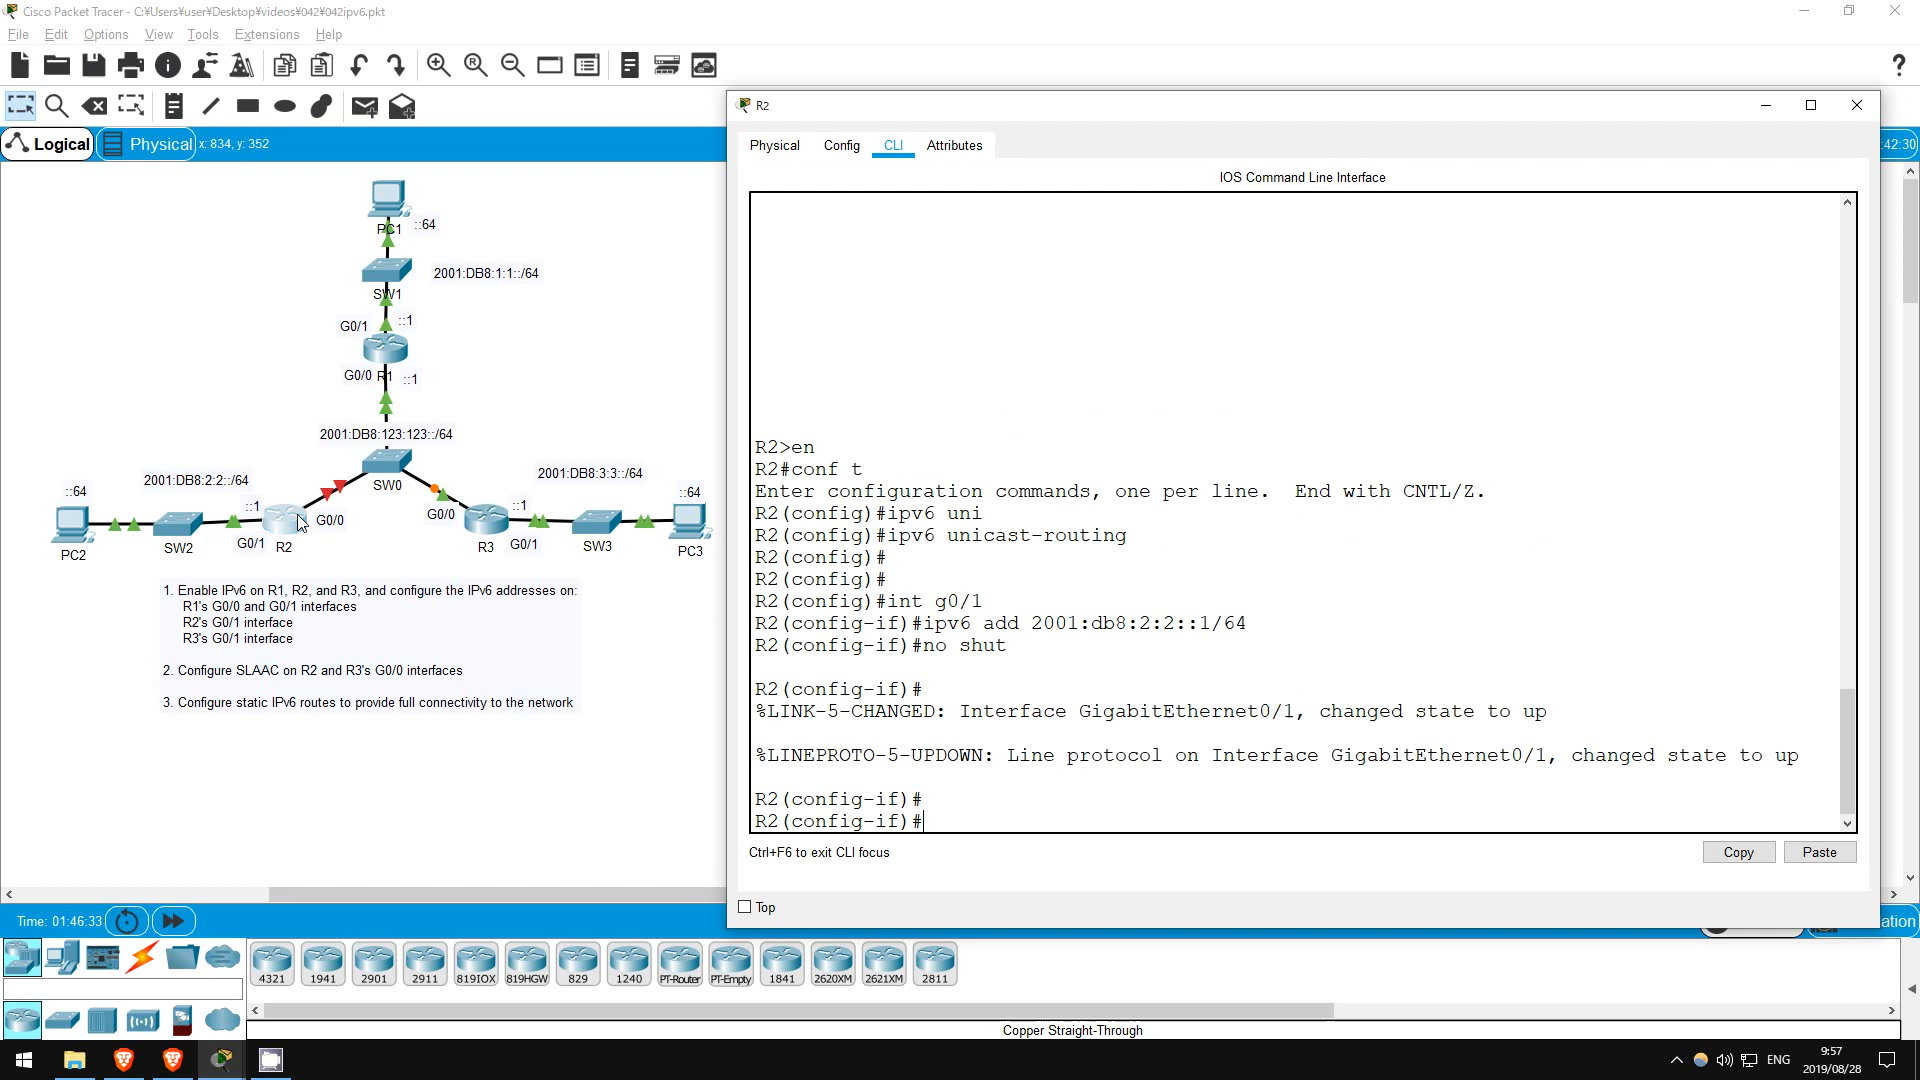 Cisco Packet Tracer - C:¥Users¥user¥Desktop¥videos¥042¥042ipv6.pkt
File Edit Options View Tools Extensions Help
Logical Physical x: 834, y: 352
:42:30
PC1
::64
SW1
2001:DB8:1:1::/64
G0/1 ::1
G0/0 R1 ::1
2001:DB8:123:123::/64
SW0
2001:DB8:2:2::/64
2001:DB8:3:3::/64
::64
::1
G0/0
G0/0
::1
::64
PC2
SW2
G0/1
R2
R3
G0/1
SW3
PC3
1. Enable IPv6 on R1, R2, and R3, and configure the IPv6 addresses on:
R1's G0/0 and G0/1 interfaces
R2's G0/1 interface
R3's G0/1 interface
2. Configure SLAAC on R2 and R3's G0/0 interfaces
3. Configure static IPv6 routes to provide full connectivity to the network
R2
Physical Config CLI Attributes
IOS Command Line Interface
R2>en
R2#conf t
Enter configuration commands, one per line.  End with CNTL/Z.
R2(config)#ipv6 uni
R2(config)#ipv6 unicast-routing
R2(config)#
R2(config)#
R2(config)#int g0/1
R2(config-if)#ipv6 add 2001:db8:2:2::1/64
R2(config-if)#no shut
R2(config-if)#
%LINK-5-CHANGED: Interface GigabitEthernet0/1, changed state to up
%LINEPROTO-5-UPDOWN: Line protocol on Interface GigabitEthernet0/1, changed state to up
R2(config-if)#
R2(config-if)#
Ctrl+F6 to exit CLI focus
Copy Paste
Top
Time: 01:46:33
ation
4321 1941 2901 2911 819IOX 819HGW 829 1240 PT-Router PT-Empty 1841 2620XM 2621XM 2811
Copper Straight-Through
ENG
9:57
2019/08/28